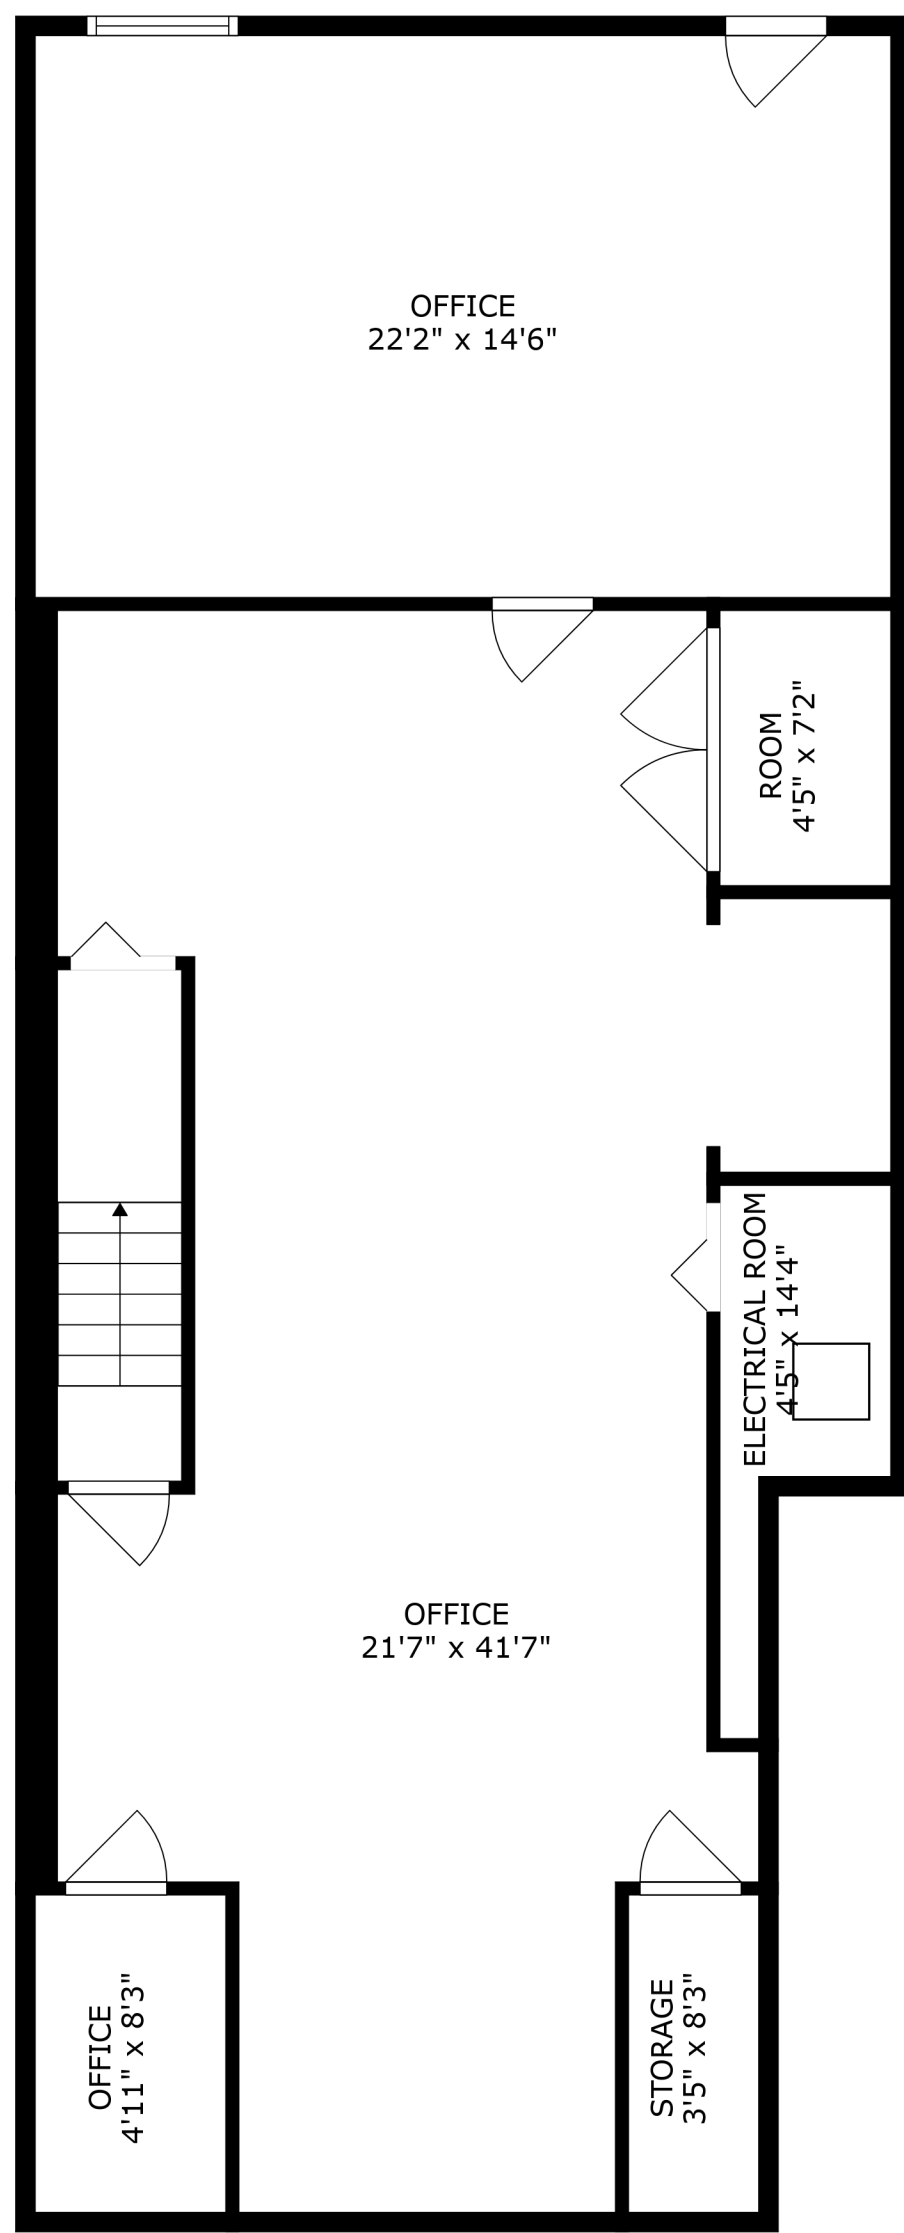 OFFICE
22'2" x 14'6"
ROOM
4'5" x 7'2"
ELECTRICAL ROOM
4'5" x 14'4"
OFFICE
21'7" x 41'7"
OFFICE
4'11" x 8'3"
STORAGE
3'5" x 8'3"